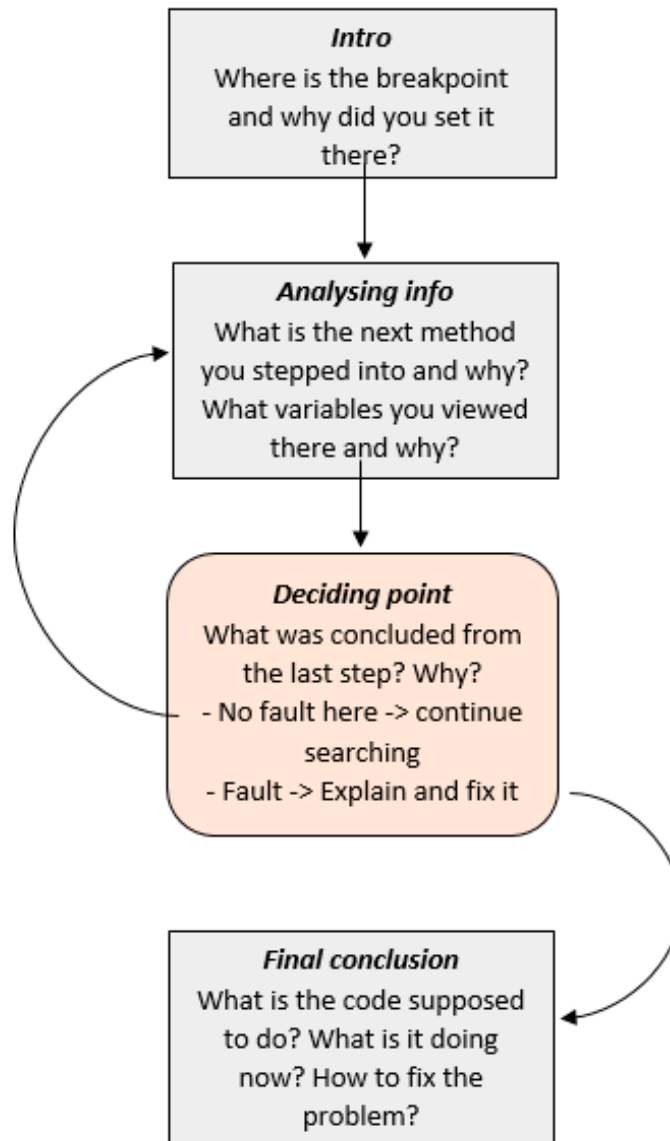 Intro
Where is the breakpoint
and why did you set it
there?
Analysing info
What is the next method
you stepped into and why?
What variables you viewed
there and why?
Deciding point
What was concluded from
the last step? Why?
- No fault here -> continue
searching
- Fault -> Explain and fix it
Final conclusion
What is the code supposed
to do? What is it doing
now? How to fix the
problem?